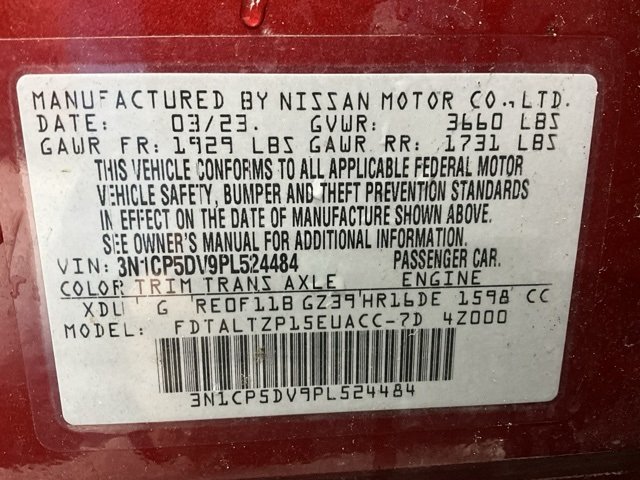 MANUFACTURED BY NISSAN MOTOR CO., LTD.
DATE: 03/23. GVWR: 3660 LBS
GAWR FR: 1929 LBS GAWR RR: 1731 LBS
THIS VEHICLE CONFORMS TO ALL APPLICABLE FEDERAL MOTOR
VEHICLE SAFETY, BUMPER AND THEFT PREVENTION STANDARDS
IN EFFECT ON THE DATE OF MANUFACTURE SHOWN ABOVE.
SEE OWNER'S MANUAL FOR ADDITIONAL INFORMATION.
VIN: 3N1CP5DV9PL524484 PASSENGER CAR.
COLOR TRIM TRANS AXLE ENGINE
XDU G RE0F11B GZ39 HR16DE 1598 CC
MODEL: FDTALTZP15EUACC-7D 4Z000
3N1CP5DV9PL524484